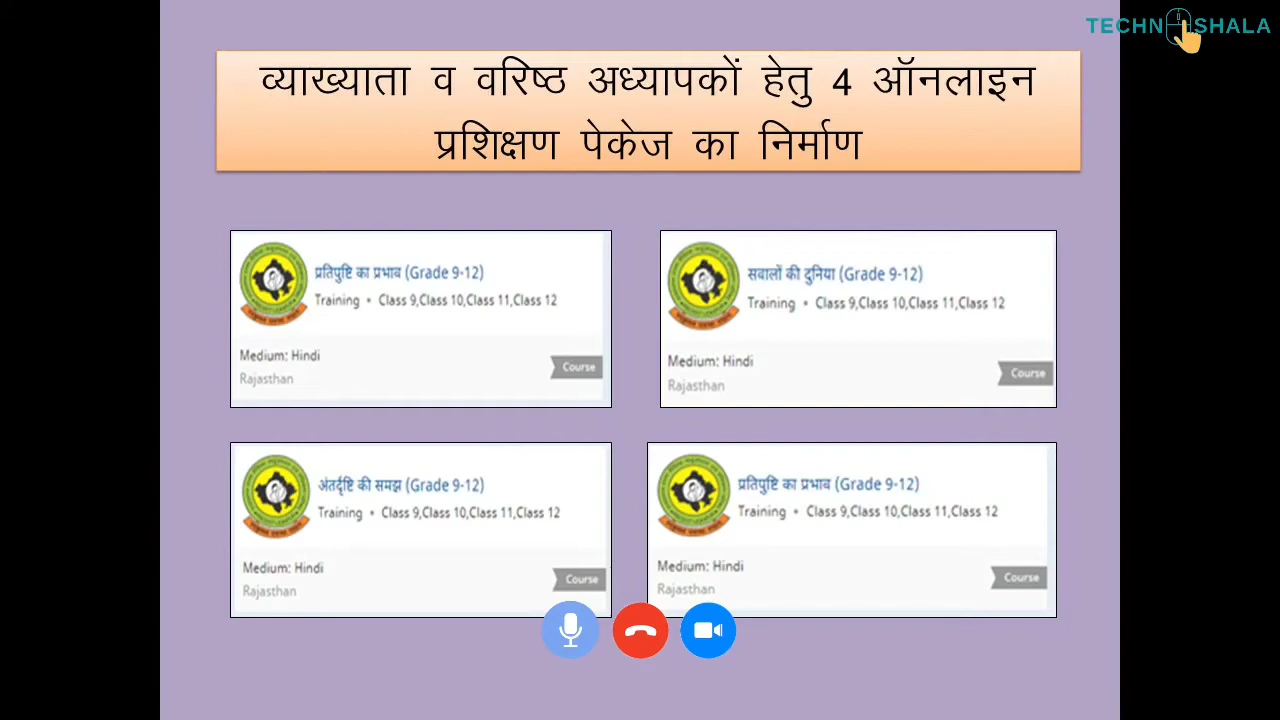 TECHNOSHALA
व्याख्याता व वरिष्ठ अध्यापकों हेतु 4 ऑनलाइन
प्रशिक्षण पेकेज का निर्माण
प्रतिपुष्टि का प्रभाव (Grade 9-12)
Training • Class 9,Class 10,Class 11,Class 12
Medium: Hindi
Rajasthan
Course
सवालों की दुनिया (Grade 9-12)
Training • Class 9,Class 10,Class 11,Class 12
Medium: Hindi
Rajasthan
Course
अंतर्दृष्टि की समझ (Grade 9-12)
Training • Class 9,Class 10,Class 11,Class 12
Medium: Hindi
Rajasthan
Course
प्रतिपुष्टि का प्रभाव (Grade 9-12)
Training • Class 9,Class 10,Class 11,Class 12
Medium: Hindi
Rajasthan
Course